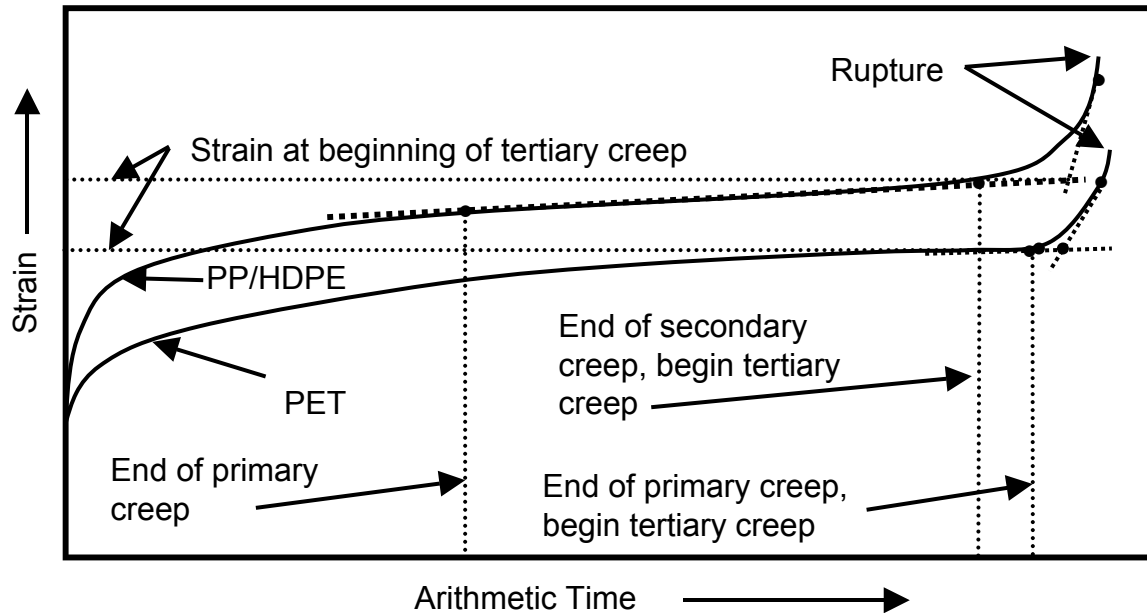 Rupture
Strain at beginning of tertiary creep
Strain
PP/HDPE
PET
End of secondary
creep, begin tertiary
creep
End of primary
creep
End of primary creep,
begin tertiary creep
Arithmetic Time